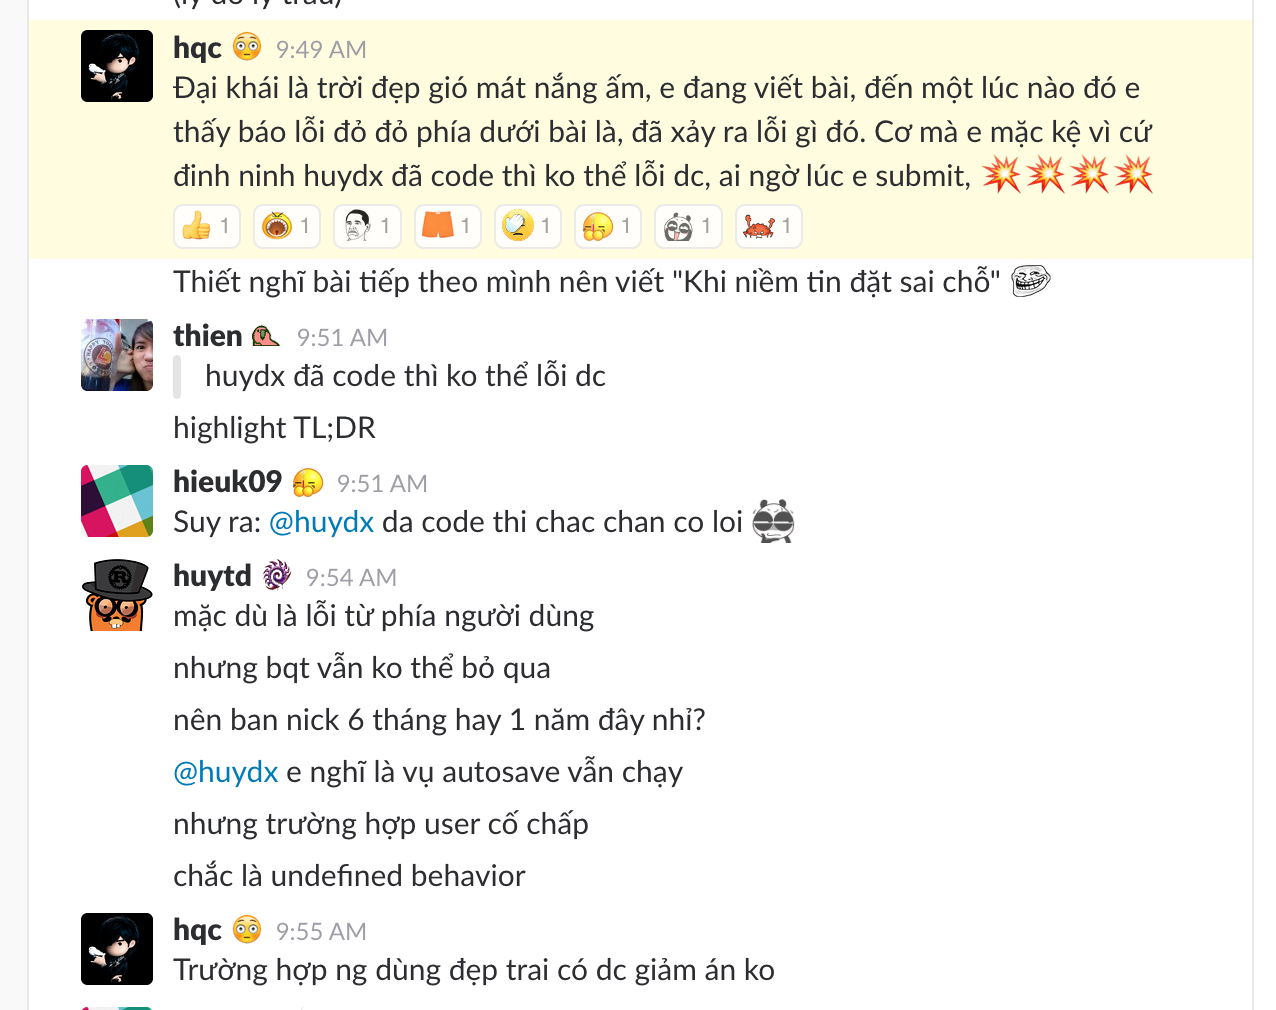 (lý do lý trấu)
hqc 9:49 AM
Đại khái là trời đẹp gió mát nắng ấm, e đang viết bài, đến một lúc nào đó e
thấy báo lỗi đỏ đỏ phía dưới bài là, đã xảy ra lỗi gì đó. Cơ mà e mặc kệ vì cứ
đinh ninh huydx đã code thì ko thể lỗi dc, ai ngờ lúc e submit,
1 1 1 1 1 1 1 1
Thiết nghĩ bài tiếp theo mình nên viết "Khi niềm tin đặt sai chỗ"
thien 9:51 AM
huydx đã code thì ko thể lỗi dc
highlight TL;DR
hieuk09 9:51 AM
Suy ra: @huydx da code thi chac chan co loi
huytd 9:54 AM
mặc dù là lỗi từ phía người dùng
nhưng bqt vẫn ko thể bỏ qua
nên ban nick 6 tháng hay 1 năm đây nhỉ?
@huydx e nghĩ là vụ autosave vẫn chạy
nhưng trường hợp user cố chấp
chắc là undefined behavior
hqc 9:55 AM
Trường hợp ng dùng đẹp trai có dc giảm án ko